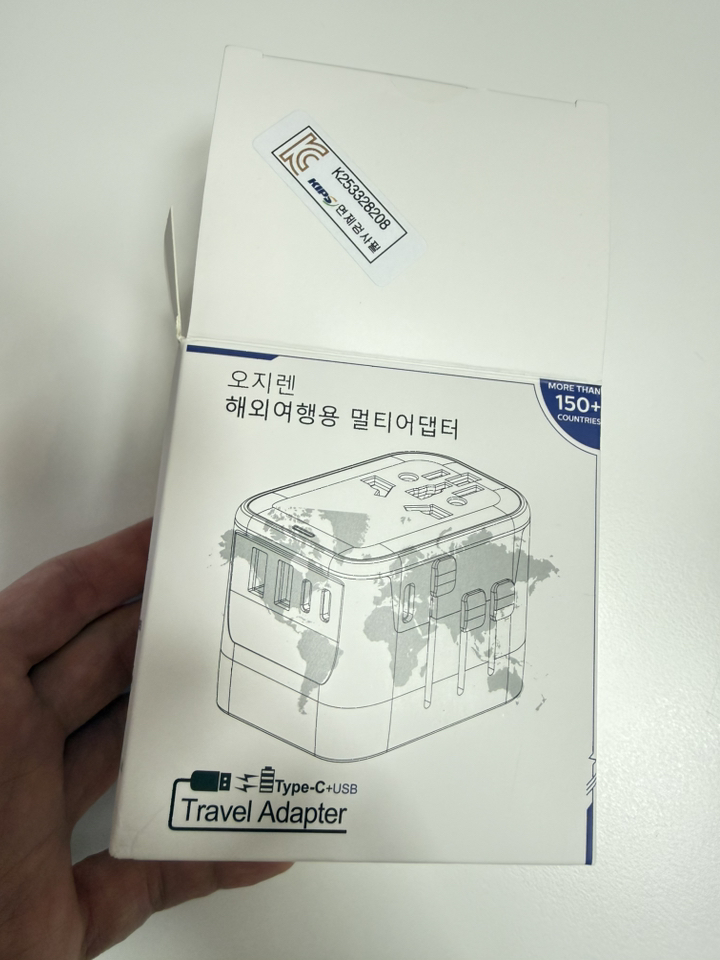 KC
K253328208
KIPS 면제검사필
오지렌
해외여행용 멀티어댑터
MORE THAN
150+
COUNTRIES
Type-C+USB
Travel Adapter